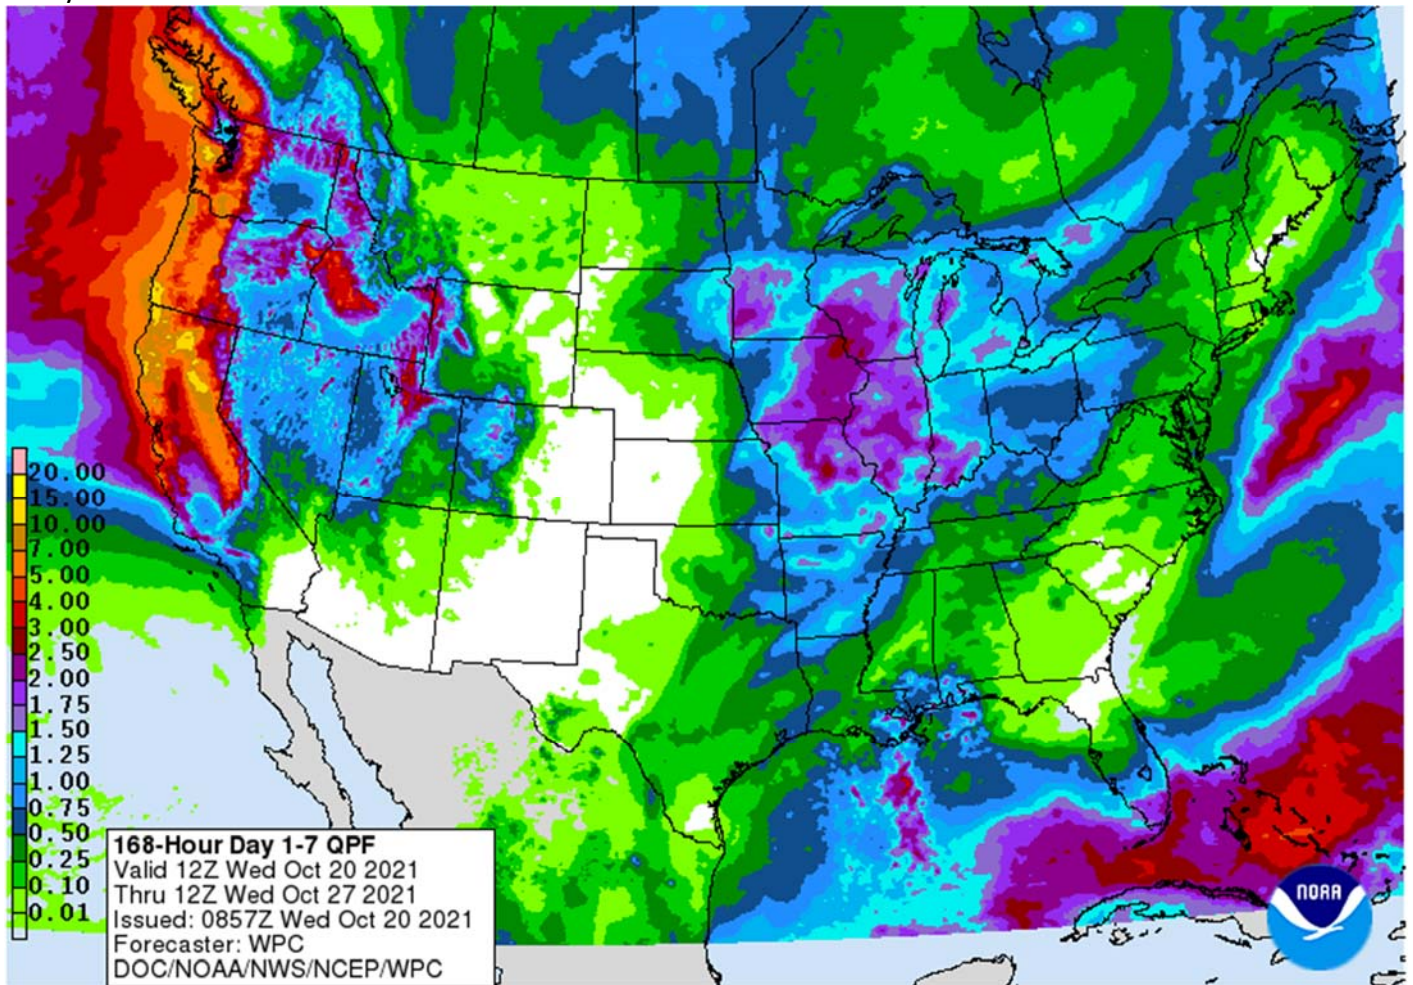 20.00
15.00
10.00
7.00
5.00
4.00
3.00
2.50
2.00
1.75
1.50
1.25
1.00
0.75
0.50
0.25
0.10
0.01
168-Hour Day 1-7 QPF
Valid 12Z Wed Oct 20 2021
Thru 12Z Wed Oct 27 2021
Issued: 0857Z Wed Oct 20 2021
Forecaster: WPC
DOC/NOAA/NWS/NCEP/WPC
NOAA